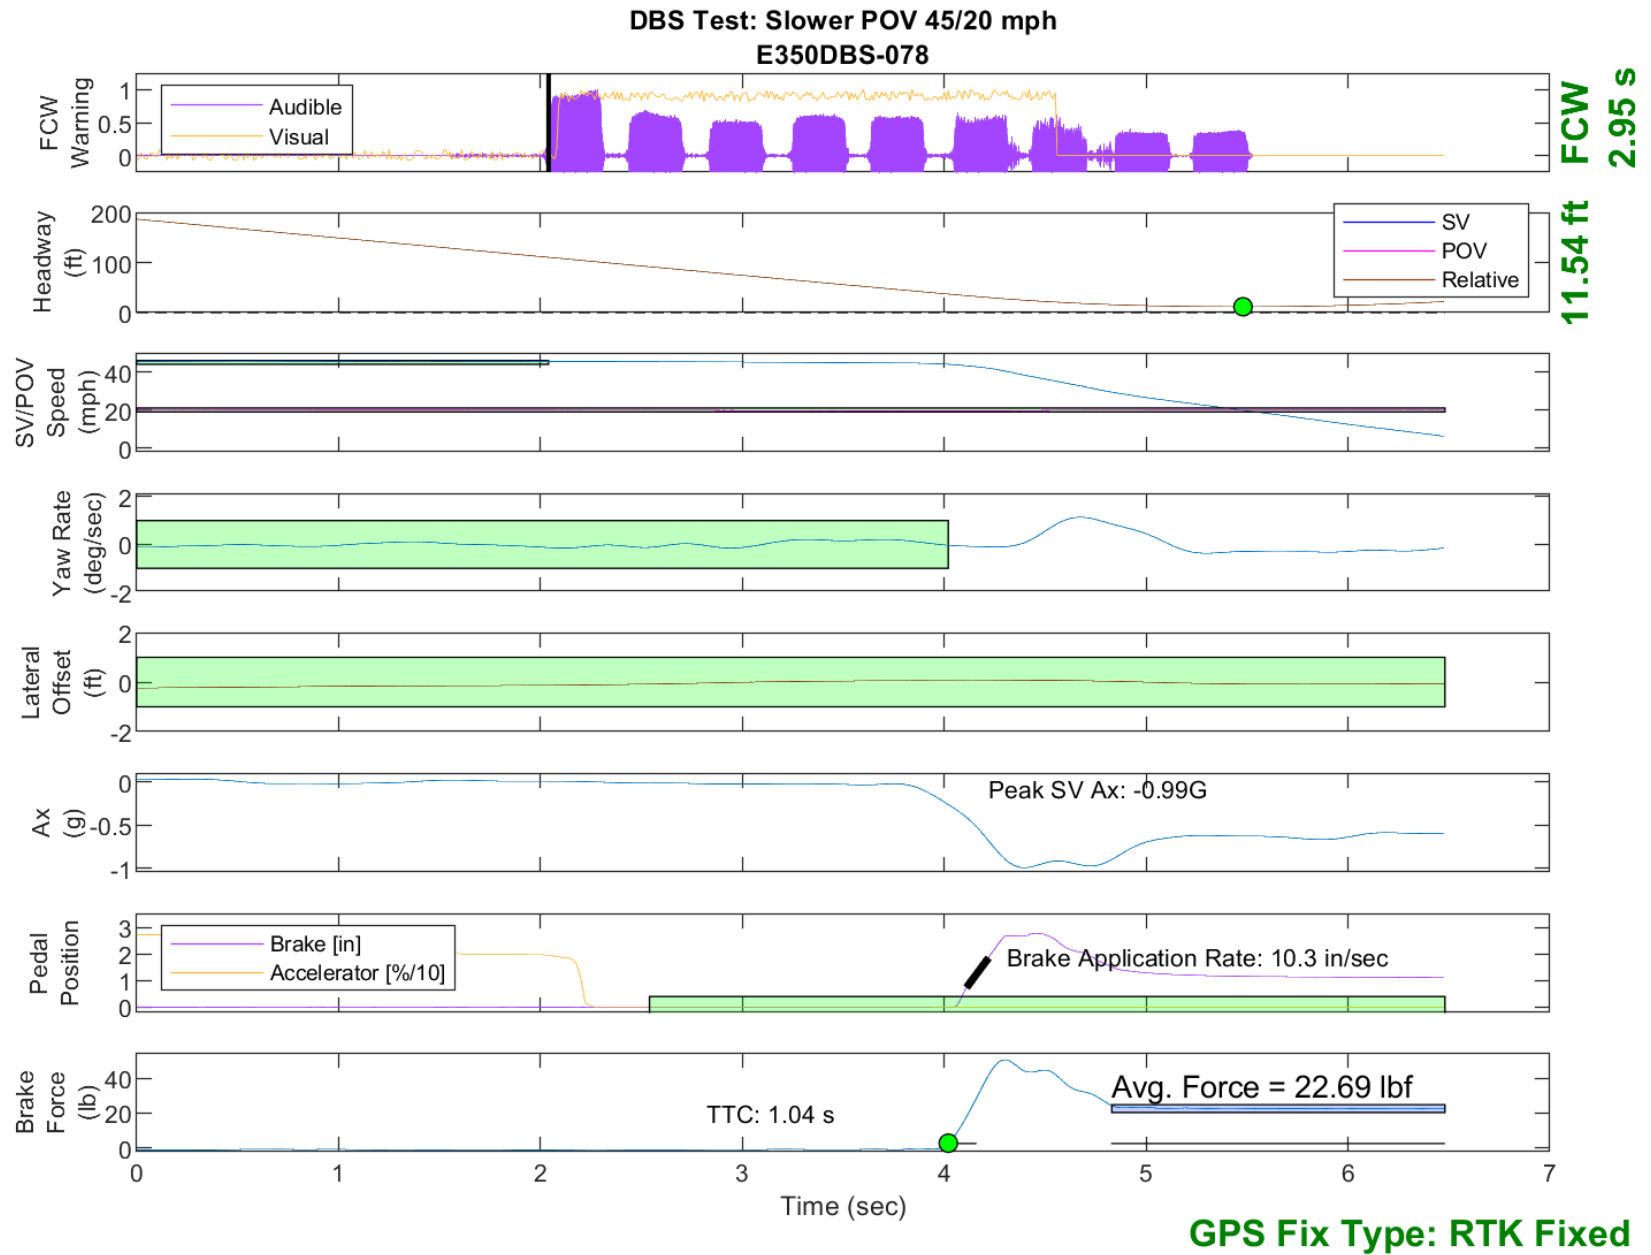 DBS Test: Slower POV 45/20 mph
E350DBS-078
FCW
Warning
1
0.5
0
Audible
Visual
FCW
2.95 s
Headway
(ft)
200
100
0
SV
POV
Relative
11.54 ft
SV/POV
Speed
(mph)
40
20
0
Yaw Rate
(deg/sec)
2
0
-2
Lateral
Offset
(ft)
2
0
-2
Ax
(g)
0
-0.5
-1
Peak SV Ax: -0.99G
Pedal
Position
3
2
1
0
Brake [in]
Accelerator [%/10]
Brake Application Rate: 10.3 in/sec
Brake
Force
(lb)
40
20
0
TTC: 1.04 s
Avg. Force = 22.69 lbf
0 1 2 3 4 5 6 7
Time (sec)
GPS Fix Type: RTK Fixed